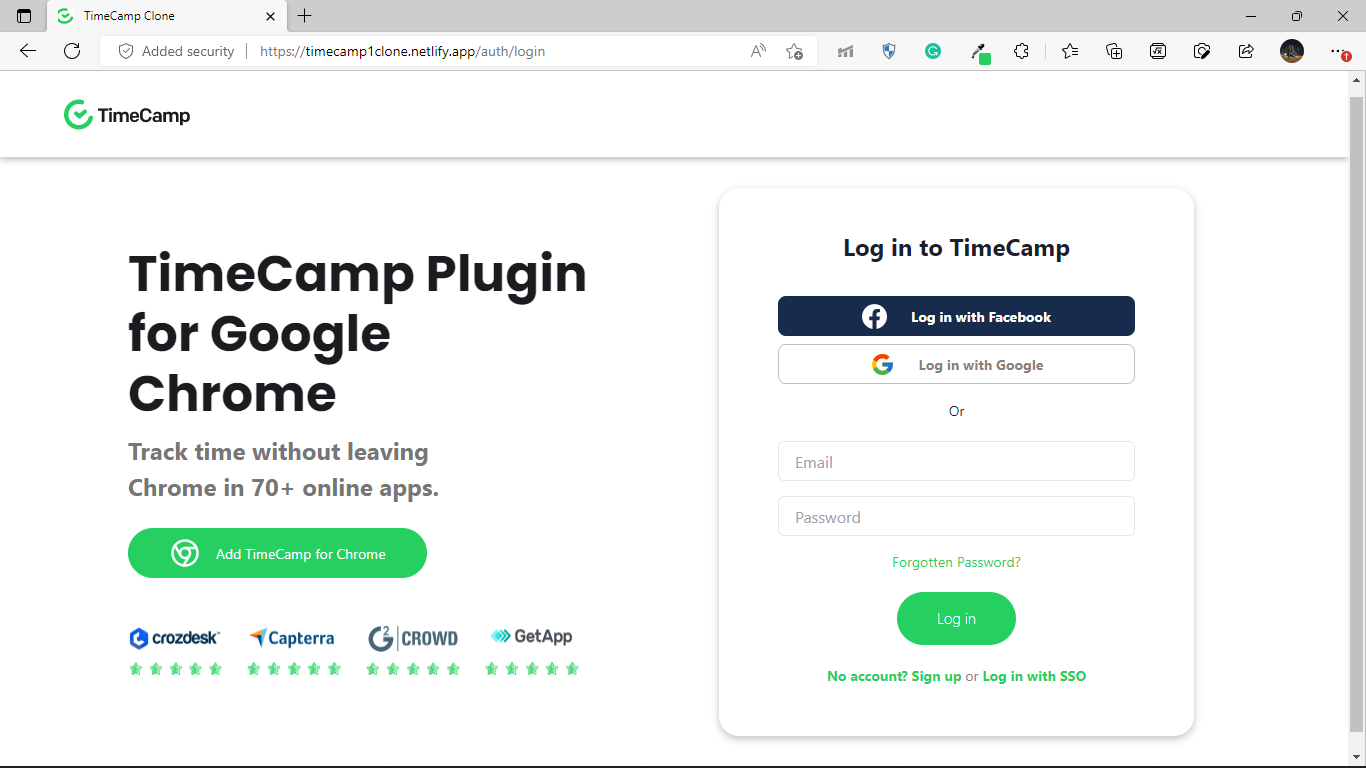 TimeCamp Clone
Added security
https://timecamp1clone.netlify.app/auth/login
TimeCamp
TimeCamp Plugin
for Google
Chrome
Track time without leaving
Chrome in 70+ online apps.
Add TimeCamp for Chrome
crozdesk
Capterra
G2 CROWD
GetApp
Log in to TimeCamp
Log in with Facebook
Log in with Google
Or
Email
Password
Forgotten Password?
Log in
No account? Sign up or Log in with SSO